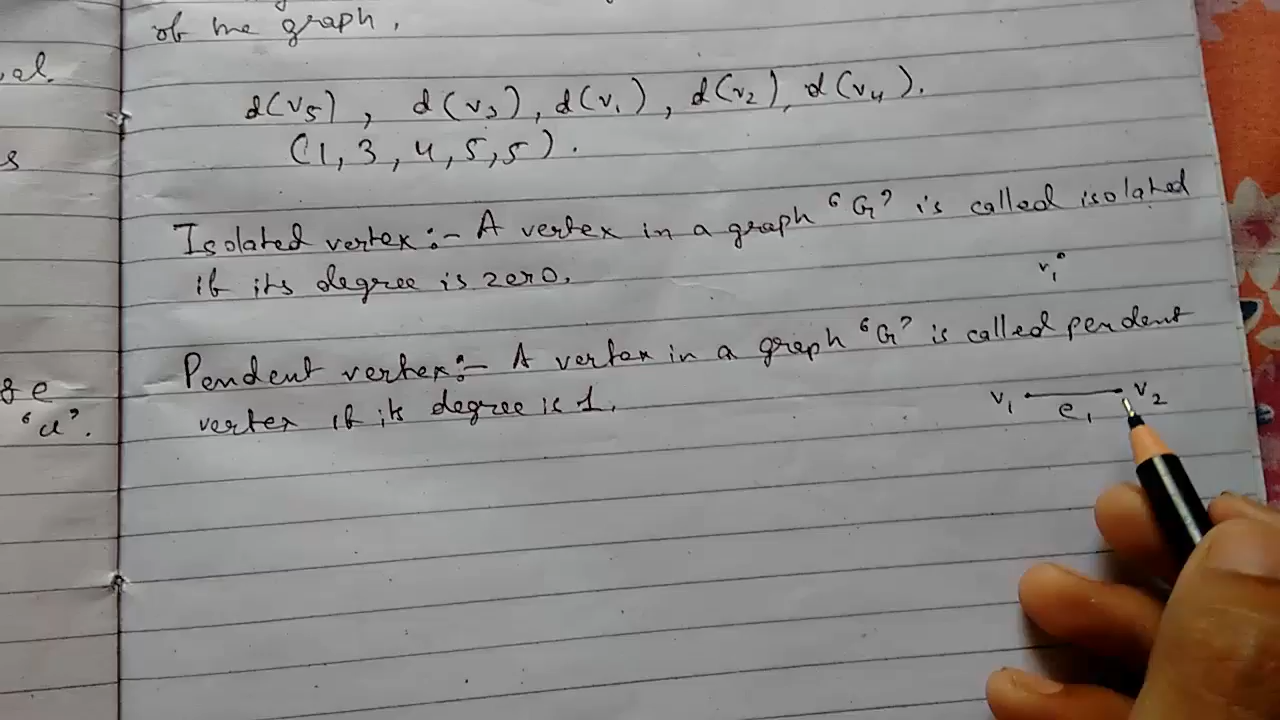 of the graph.
al.
d(v5), d(v3), d(v1), d(v2), d(v4).
(1, 3, 4, 5, 5).
s
Isolated vertex:- A vertex in a graph ‘G’ is called isolated
if its degree is zero.
v1
Pendent vertex:- A vertex in a graph ‘G’ is called pendent
vertex if its degree is 1.
v1 v2
e1
ge
‘u’.